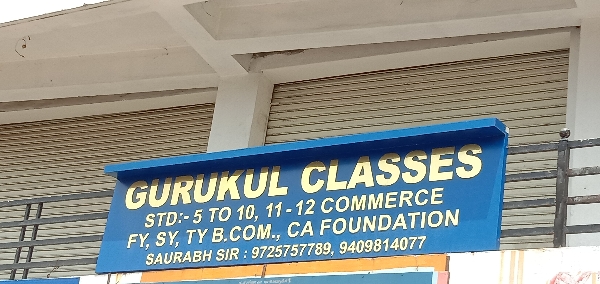 GURUKUL CLASSES
STD:- 5 TO 10, 11-12 COMMERCE
FY, SY, TY B.COM., CA FOUNDATION
SAURABH SIR : 9725757789, 9409814077